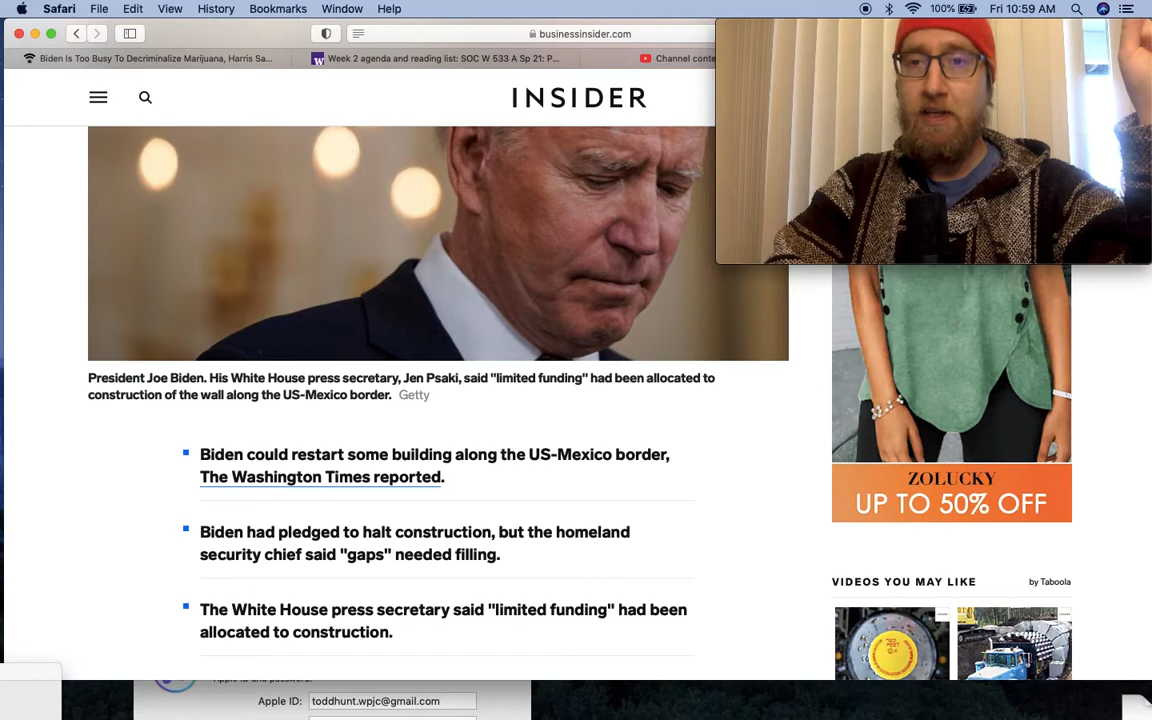 Safari File Edit View History Bookmarks Window Help 100% Fri 10:59 AM
businessinsider.com
Biden Is Too Busy To Decriminalize Marijuana, Harris Sa... Week 2 agenda and reading list: SOC W 533 A Sp 21: P... Channel conte
INSIDER
President Joe Biden. His White House press secretary, Jen Psaki, said "limited funding" had been allocated to
construction of the wall along the US-Mexico border. Getty
Biden could restart some building along the US-Mexico border,
The Washington Times reported.
Biden had pledged to halt construction, but the homeland
security chief said "gaps" needed filling.
The White House press secretary said "limited funding" had been
allocated to construction.
ZOLUCKY
UP TO 50% OFF
VIDEOS YOU MAY LIKE by Taboola
Apple ID: toddhunt.wpjc@gmail.com